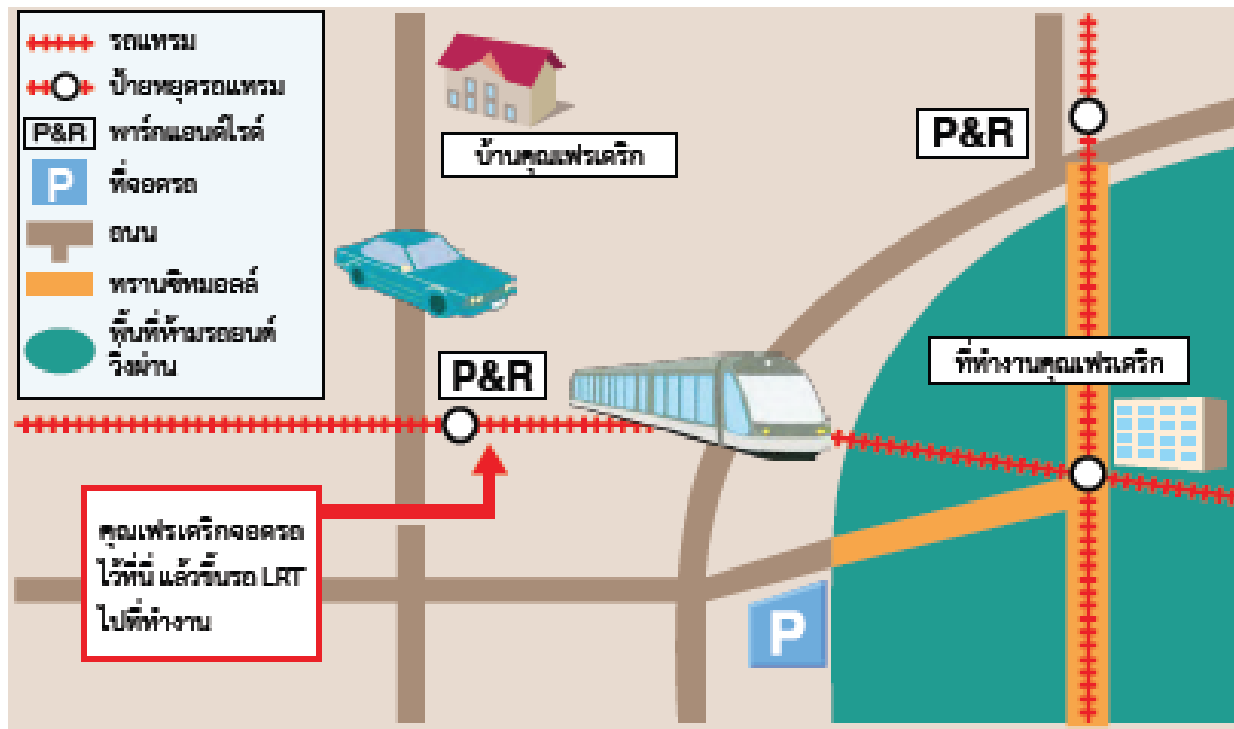 รถแทรม
ป้ายหยุดรถแทรม
P&R พาร์กแอนด์ไรด์
P ที่จอดรถ
ถนน
ทรานซิทมอลล์
พื้นที่ห้ามรถยนต์
วิ่งผ่าน
บ้านคุณเฟรเดริก
P&R
ที่ทำงานคุณเฟรเดริก
P&R
คุณเฟรเดริกจอดรถ
ไว้ที่นี่ แล้วขึ้นรถ LRT
ไปที่ทำงาน
P